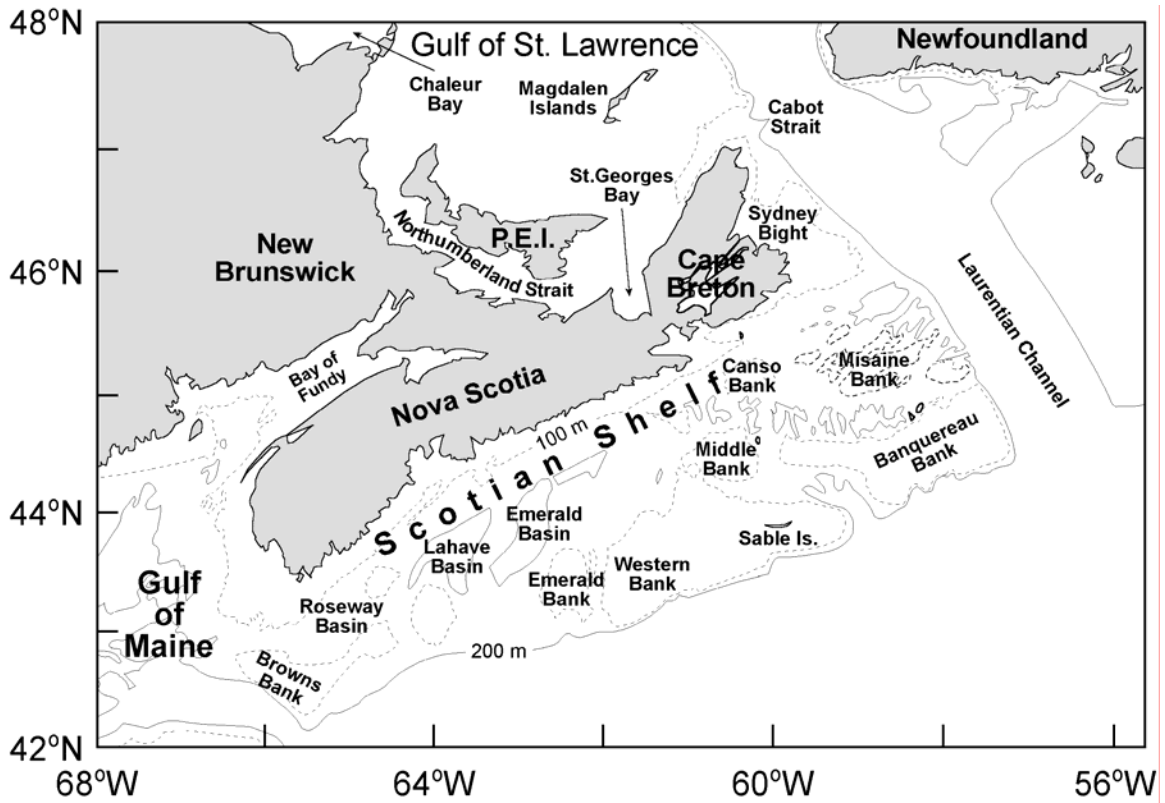 48°N
Gulf of St. Lawrence
Newfoundland
Chaleur
Bay
Magdalen
Islands
Cabot
Strait
St.Georges
Bay
Sydney
Bight
P.E.I.
Northumberland Strait
New
Brunswick
46°N
Cape
Breton
Laurentian Channel
Bay of
Fundy
Canso
Bank
Misaine
Bank
Nova Scotia
Scotian Shelf
100 m
Middle
Bank
Banquereau
Bank
44°N
Emerald
Basin
Sable Is.
Lahave
Basin
Emerald
Bank
Western
Bank
Gulf
of
Maine
Roseway
Basin
200 m
Browns
Bank
42°N
68°W
64°W
60°W
56°W